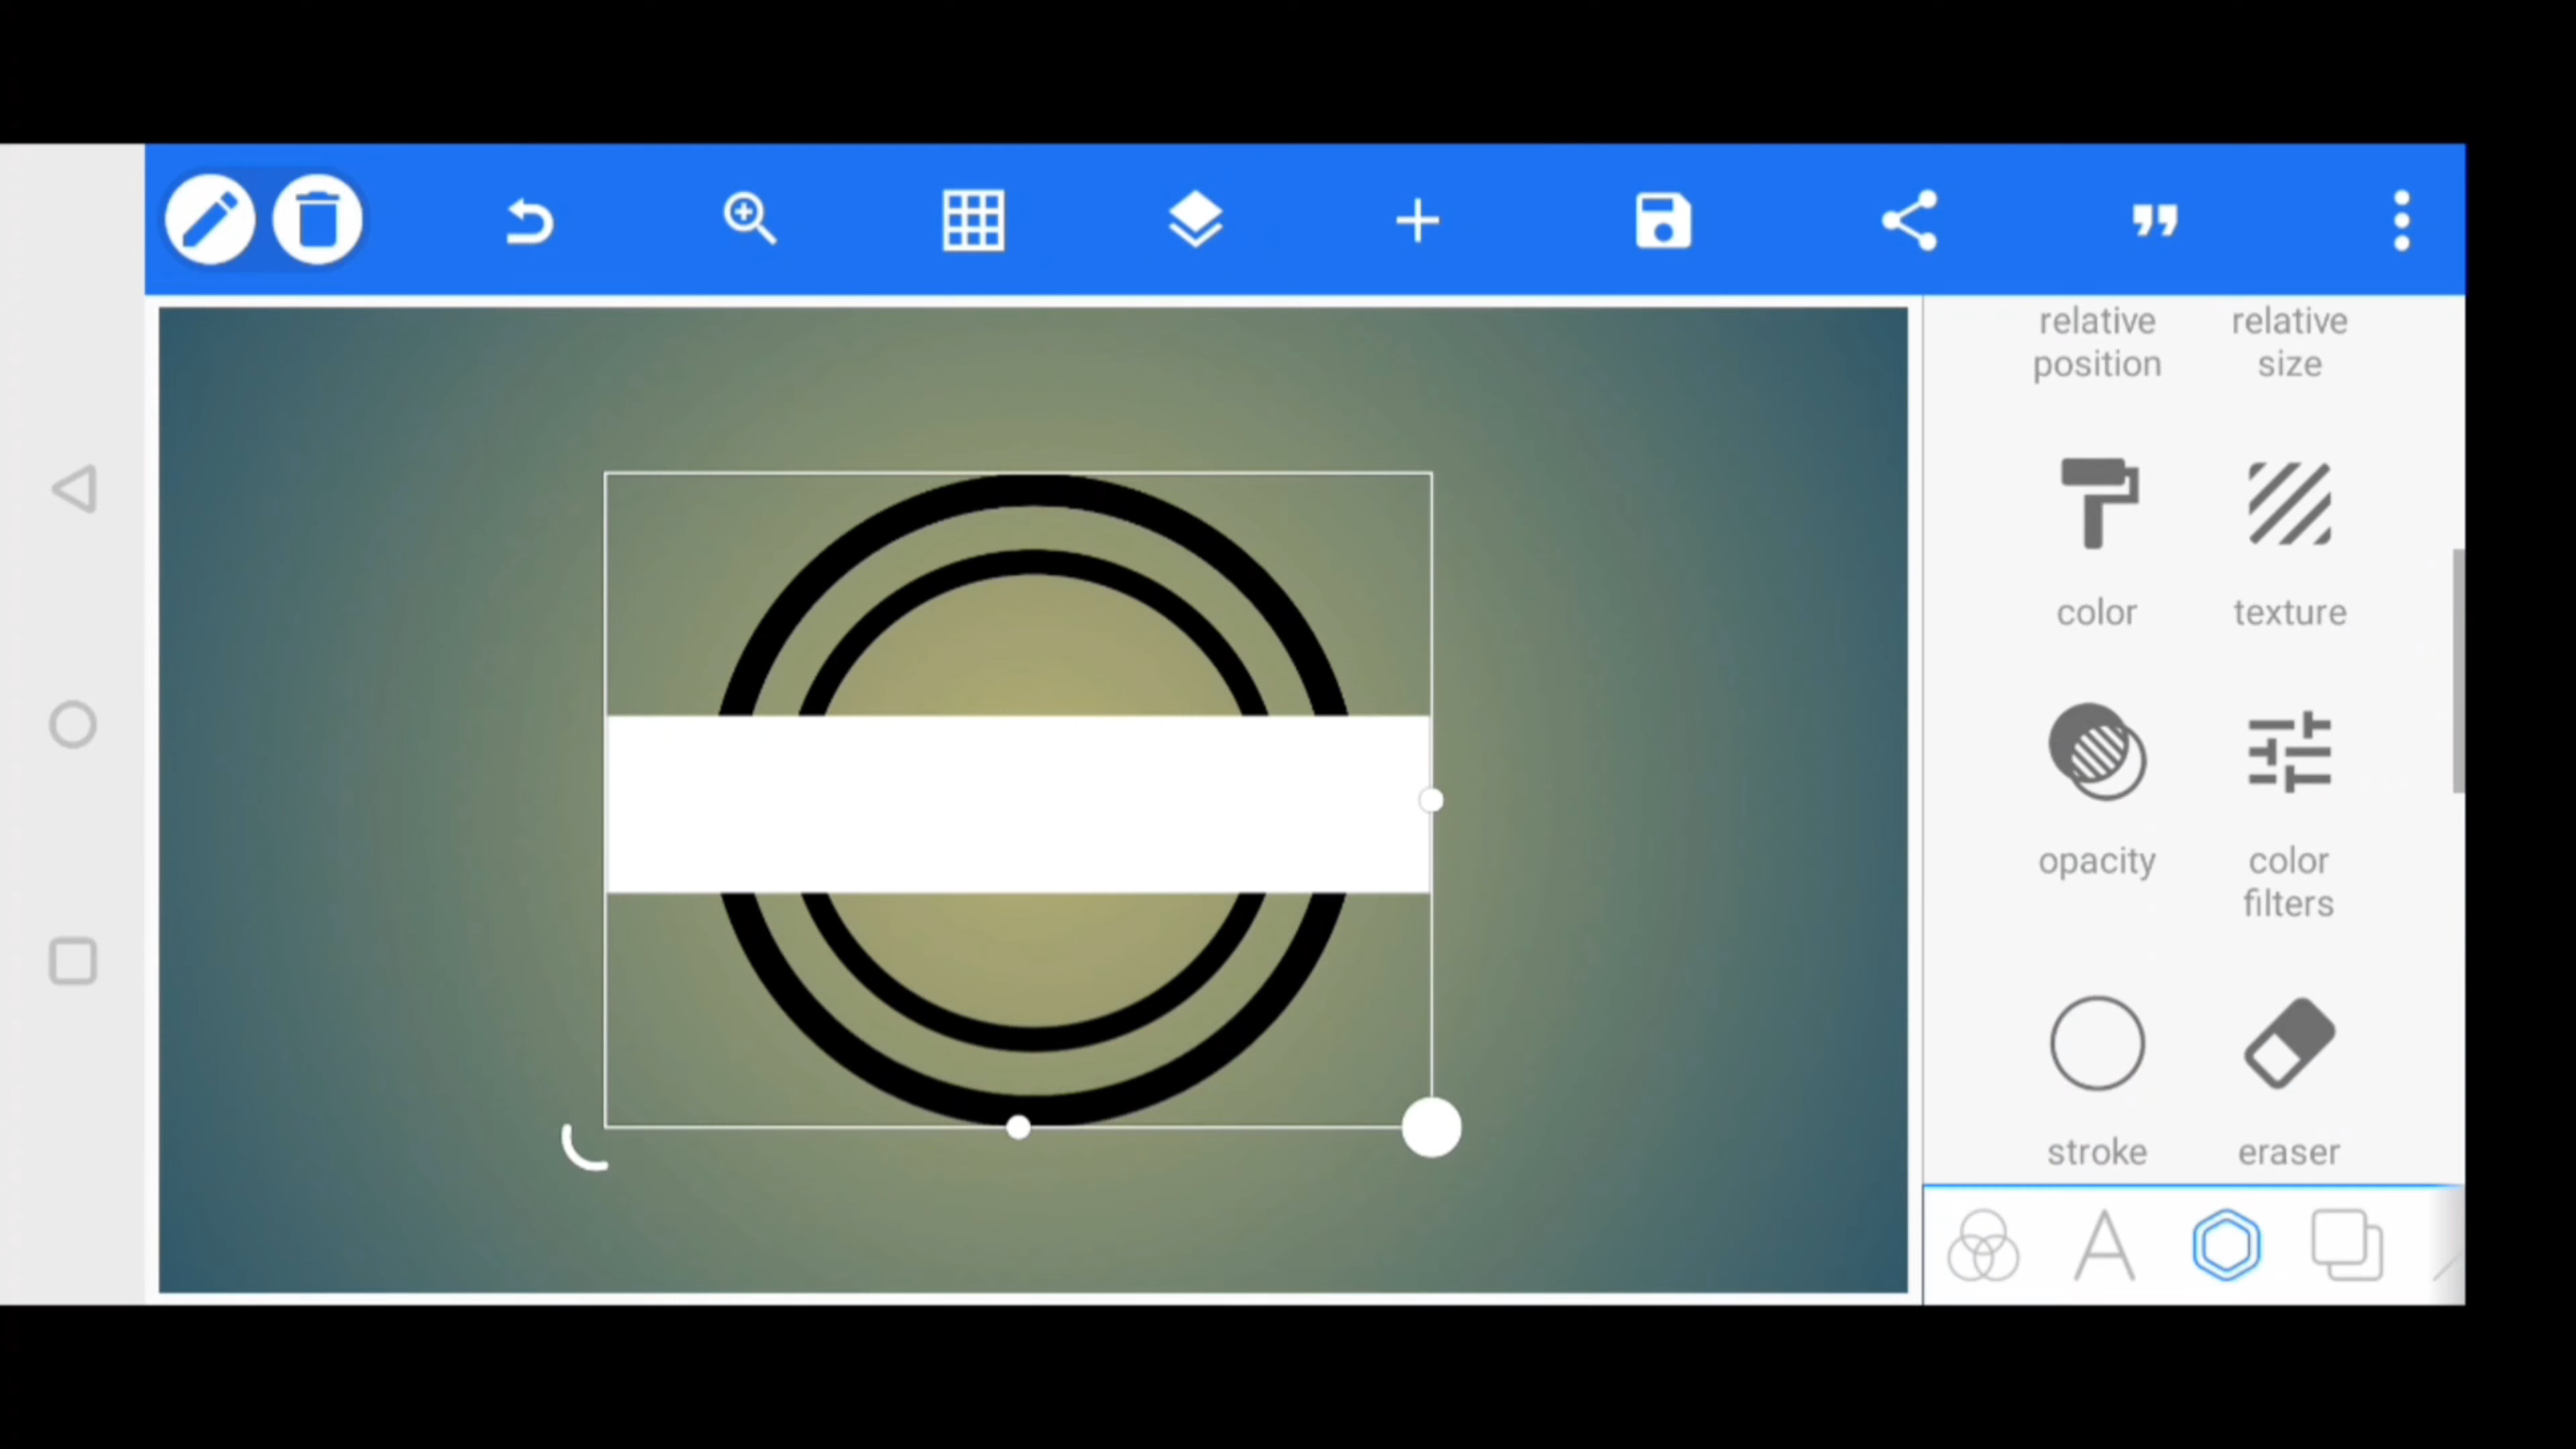 relative relative
position size
color texture
opacity color
filters
stroke eraser